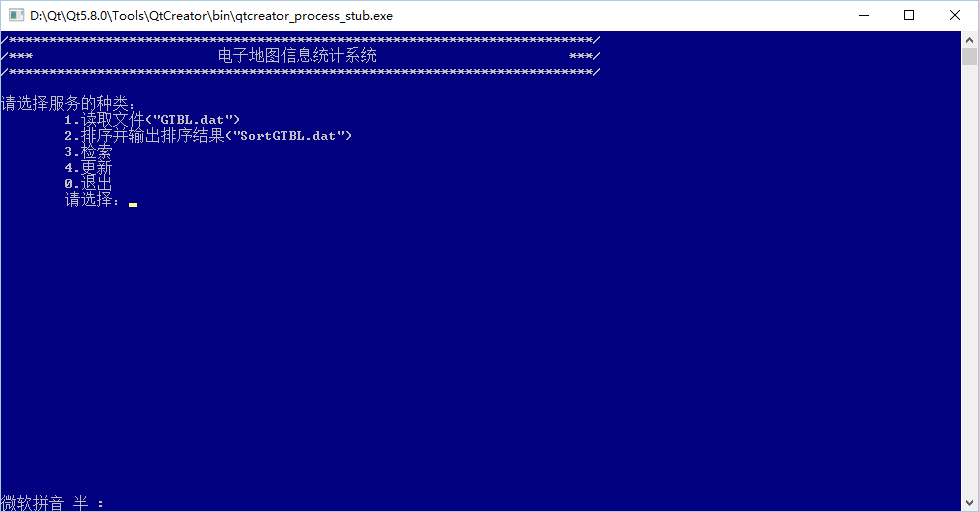 D:\Qt\Qt5.8.0\Tools\QtCreator\bin\qtcreator_process_stub.exe
/*************************************************************************/
/*** 电子地图信息统计系统 ***/
/*************************************************************************/
请选择服务的种类:
1.读取文件("GTBL.dat")
2.排序并输出排序结果("SortGTBL.dat")
3.检索
4.更新
0.退出
请选择:
微软拼音 半 :